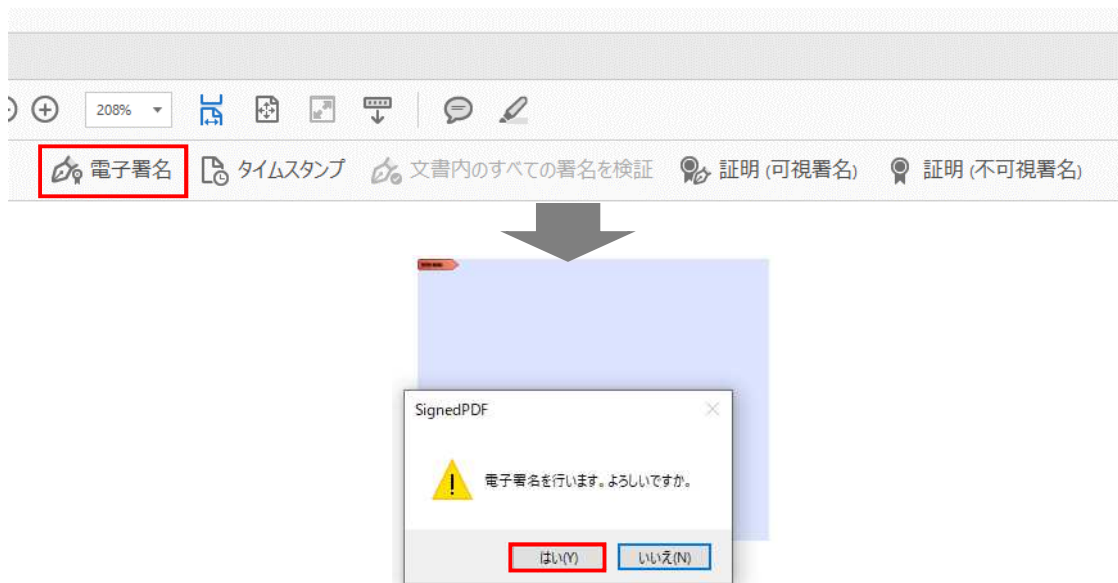 208%
電子署名 タイムスタンプ 文書内のすべての署名を検証 証明 (可視署名) 証明 (不可視署名)
SignedPDF
電子署名を行います。よろしいですか。
はい(Y) いいえ(N)